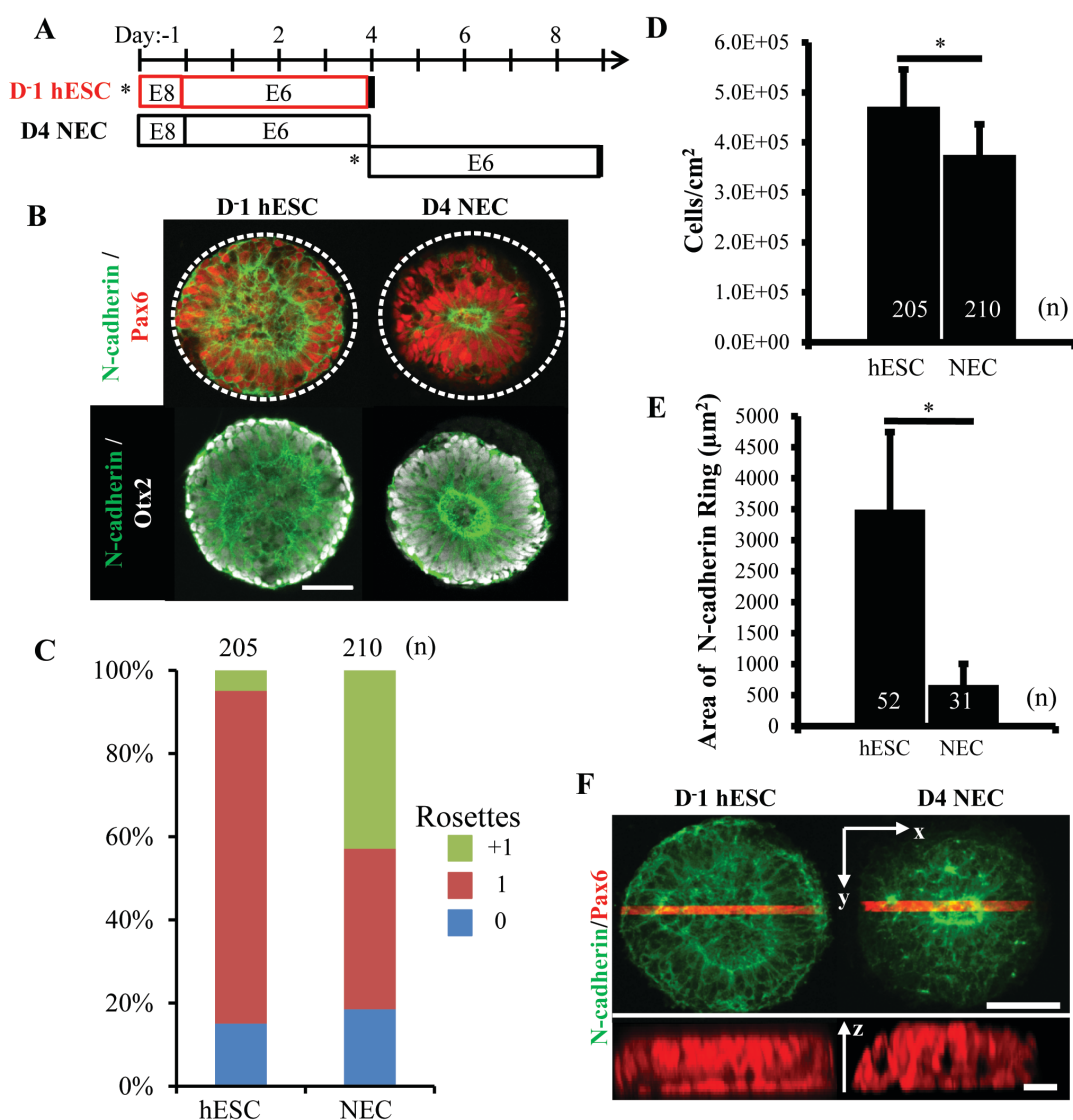 A
Day:-1 2 4 6 8
D-1 hESC * E8 E6
D4 NEC E8 E6
* E6
B
D-1 hESC D4 NEC
N-cadherin / Pax6
N-cadherin / Otx2
C
205 210 (n)
100%
80%
60%
40%
20%
0%
hESC NEC
Rosettes
+1
1
0
D
*
6.0E+05
5.0E+05
4.0E+05
3.0E+05
2.0E+05
1.0E+05
0.0E+00
Cells/cm²
205 210 (n)
hESC NEC
E
*
5000
4500
4000
3500
3000
2500
2000
1500
1000
500
0
Area of N-cadherin Ring (µm²)
52 31 (n)
hESC NEC
F
D-1 hESC D4 NEC
N-cadherin/Pax6
x
y
z